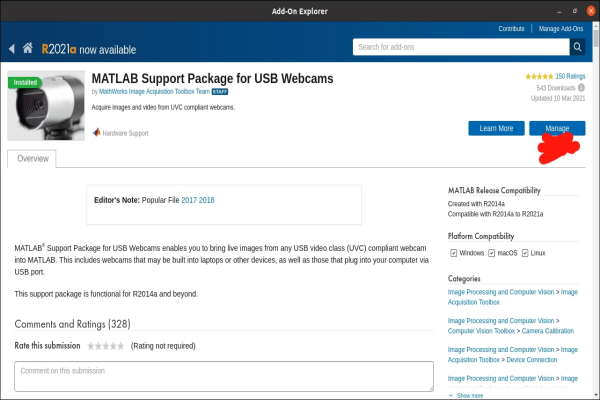 Add-On Explorer
Contribute Manage Add-Ons
R2021a now available
Search for add-ons
Installed
MATLAB Support Package for USB Webcams
by MathWorks Image Acquisition Toolbox Team STAFF
Acquire images and video from UVC compliant webcams.
Hardware Support
150 Ratings
543 Downloads
Updated 10 Mar 2021
Learn More
Manage
Overview
Editor's Note: Popular File 2017 2018
MATLAB® Support Package for USB Webcams enables you to bring live images from any USB video class (UVC) compliant webcam
into MATLAB. This includes webcams that may be built into laptops or other devices, as well as those that plug into your computer via
USB port.
This support package is functional for R2014a and beyond.
Comments and Ratings (328)
Rate this submission (Rating not required)
Comment on this submission
MATLAB Release Compatibility
Created with R2014a
Compatible with R2014a to R2021a
Platform Compatibility
Windows macOS Linux
Categories
Image Processing and Computer Vision > Image
Acquisition Toolbox
Image Processing and Computer Vision >
Computer Vision Toolbox > Camera Calibration
Image Processing and Computer Vision > Image
Acquisition Toolbox > Device Connection
Image Processing and Computer Vision > Image
Show more